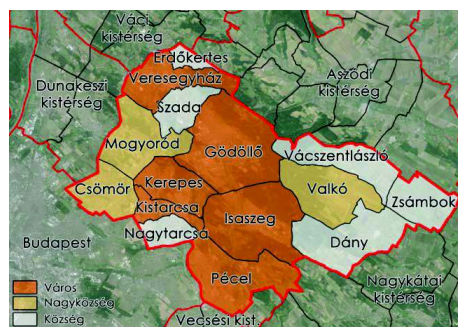 Váci
kistérség
Erdőkertes
Veresegyház
Dunakeszi
kistérség
Aszódi
kistérség
Szada
Mogyoród
Gödöllő
Vácszentlászló
Csömör
Kerepes
Valkó
Zsámbok
Kistarcsa
Isaszeg
Nagytarcsa
Budapest
Dány
Pécel
Nagykátai
kistérség
Város
Nagyközség
Község
Vecsési kist.